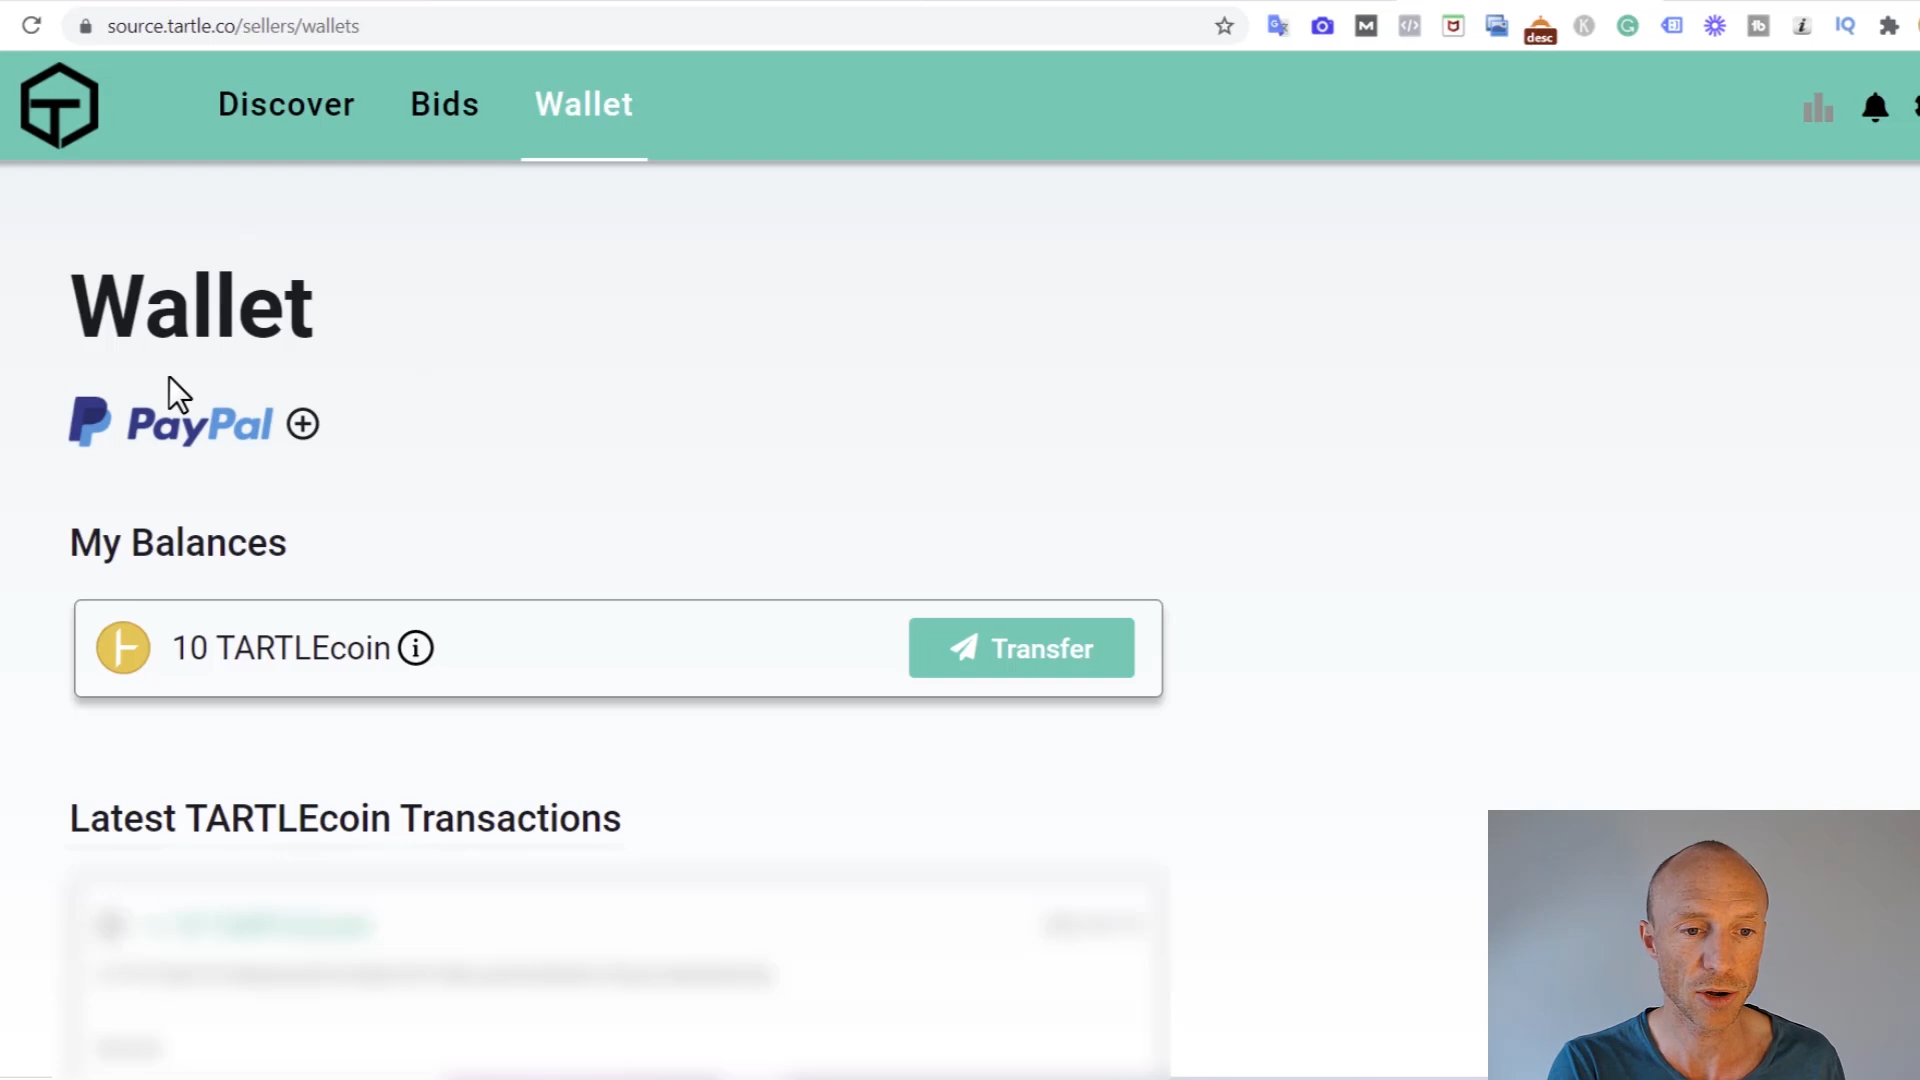 source.tartle.co/sellers/wallets
desc
Discover Bids Wallet
Wallet
PayPal
My Balances
10 TARTLEcoin
Transfer
Latest TARTLEcoin Transactions